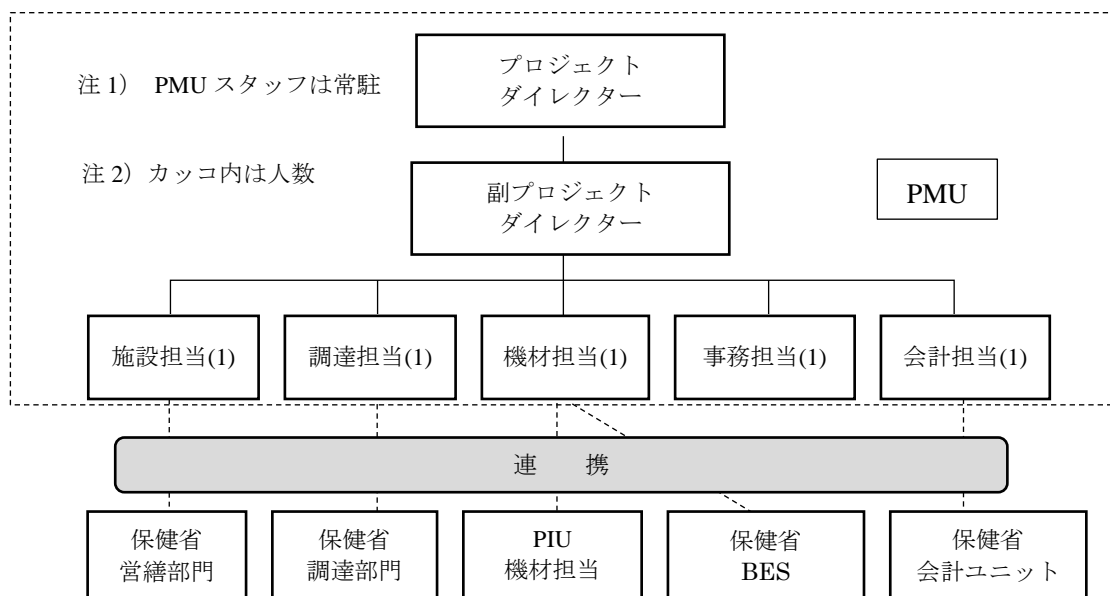 プロジェクト
ダイレクター
注 1） PMU スタッフは常駐
注 2）カッコ内は人数
副プロジェクト
ダイレクター
PMU
施設担当(1)
調達担当(1)
機材担当(1)
事務担当(1)
会計担当(1)
連　携
保健省
営繕部門
保健省
調達部門
PIU
機材担当
保健省
BES
保健省
会計ユニット